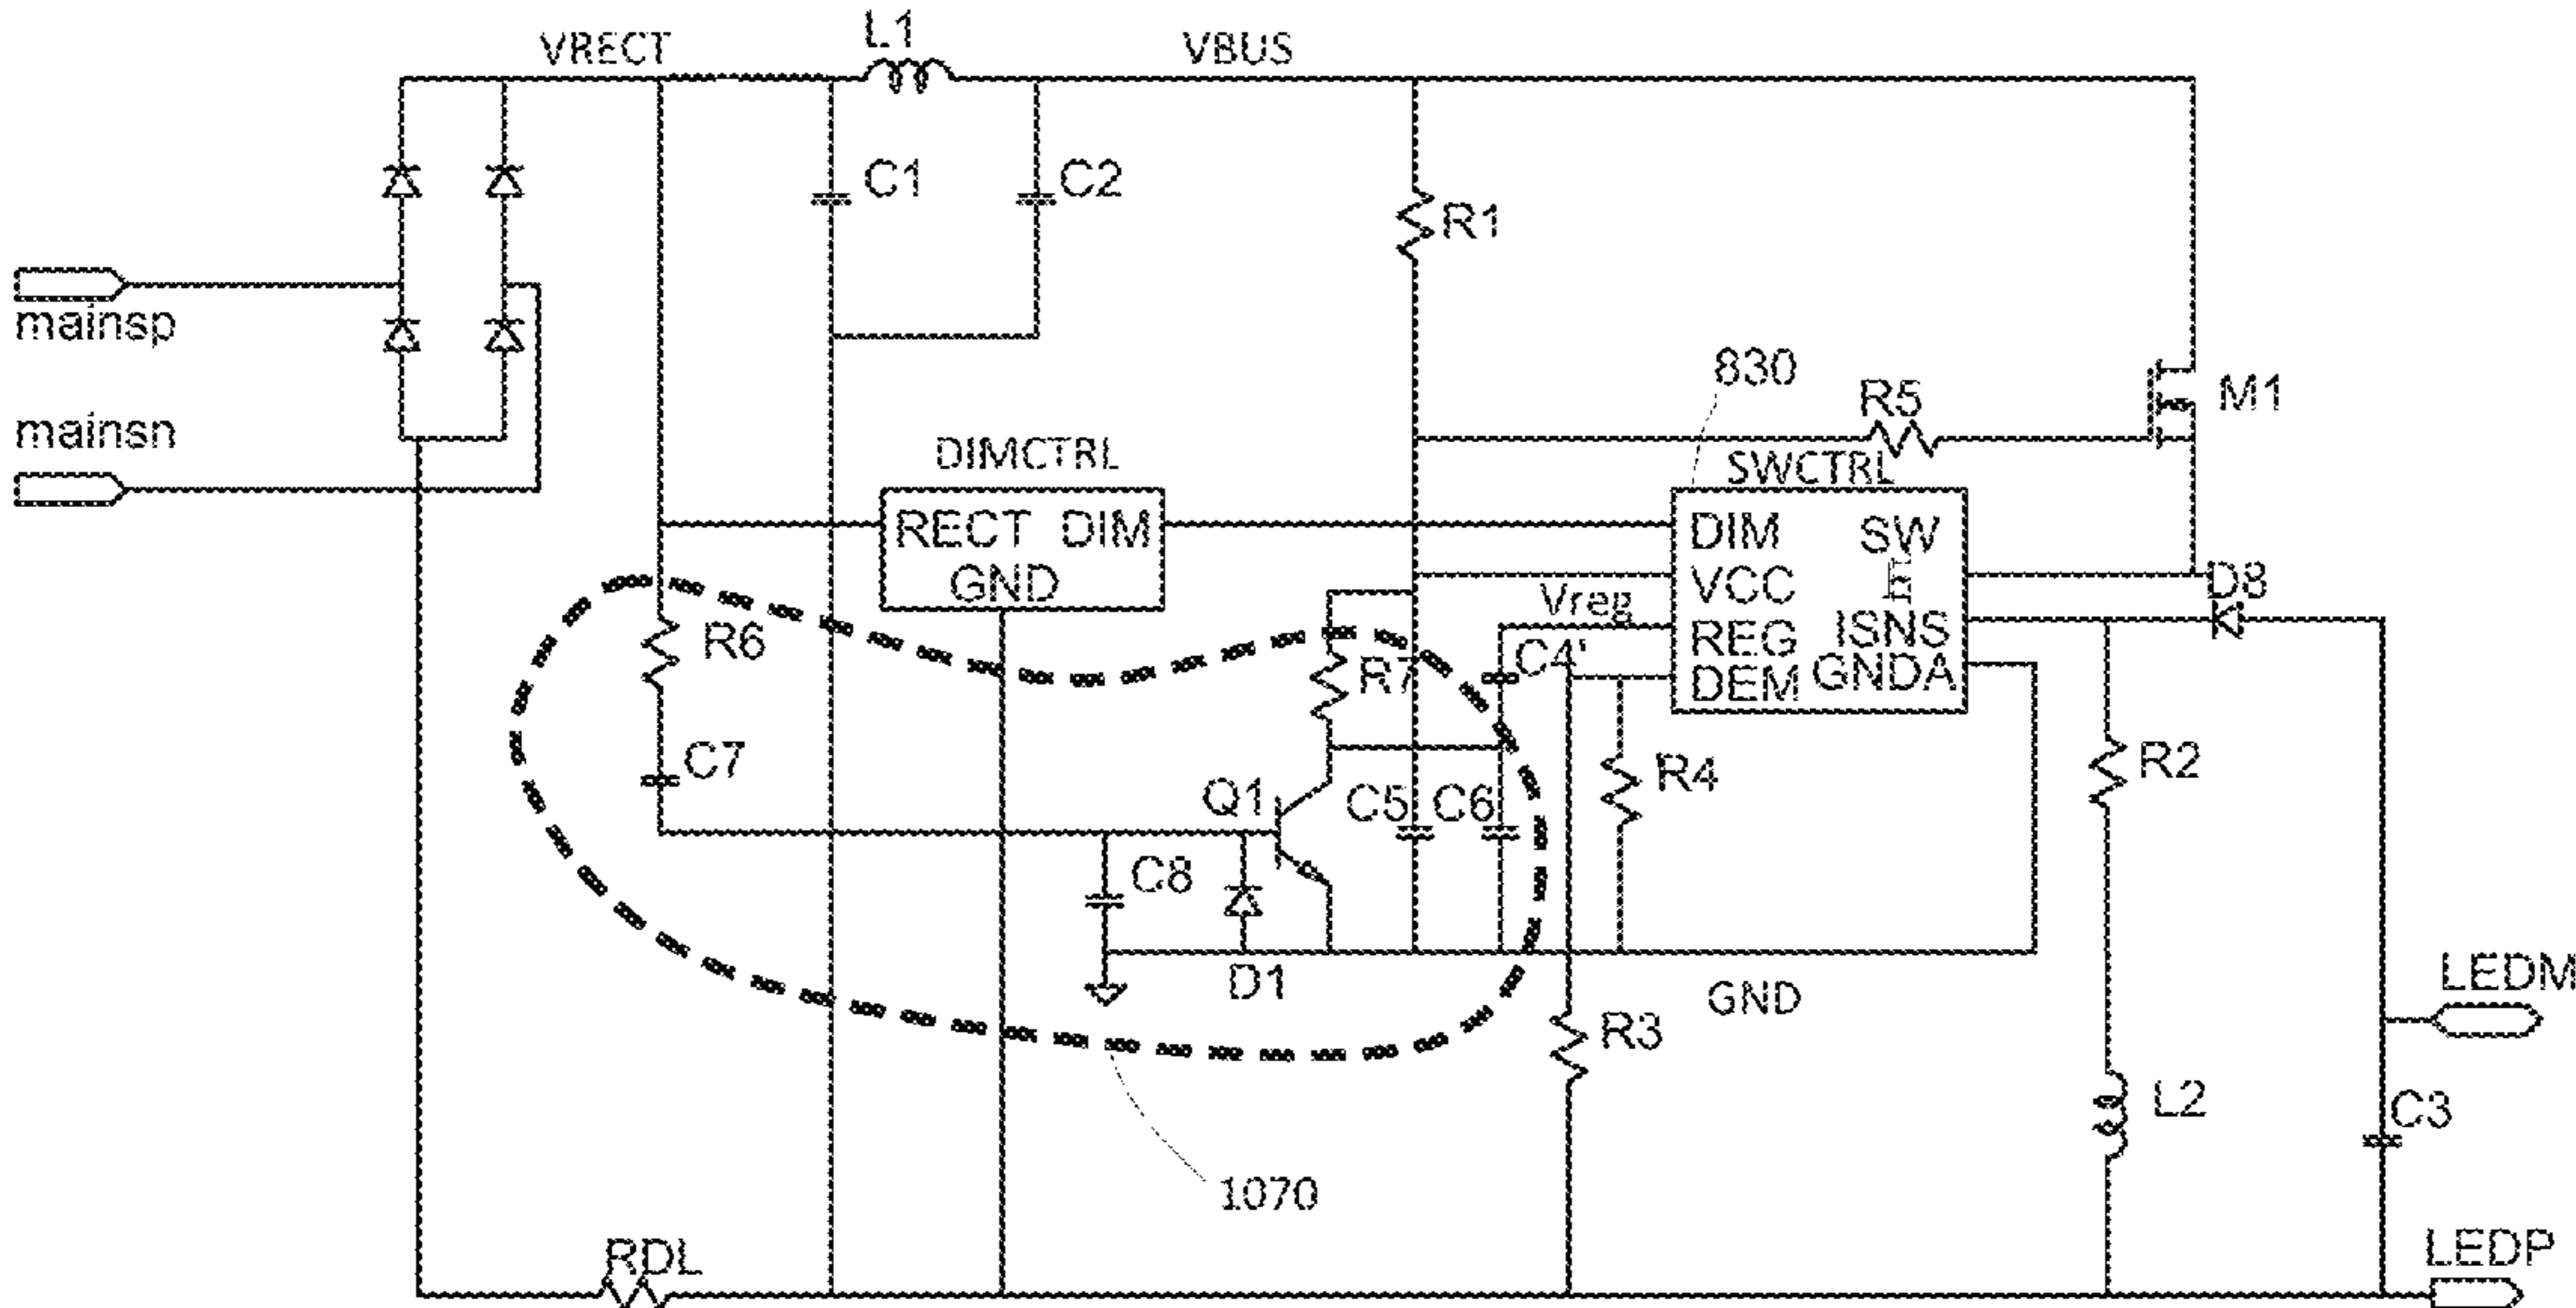 L1
VRECT
VBUS
C1
C2
R1
mainsp
mainsn
830
R5
M1
DIMCTRL
SWCTRL
RECT DIM
GND
DIM
SW
E
VCC
D8
Vreg
ISNS
REG
R6
C4'
R7
DEM
GNDA
C7
R4
R2
Q1
C5
C6
C8
D1
GND
LEDM
R3
L2
C3
1070
RDL
LEDP